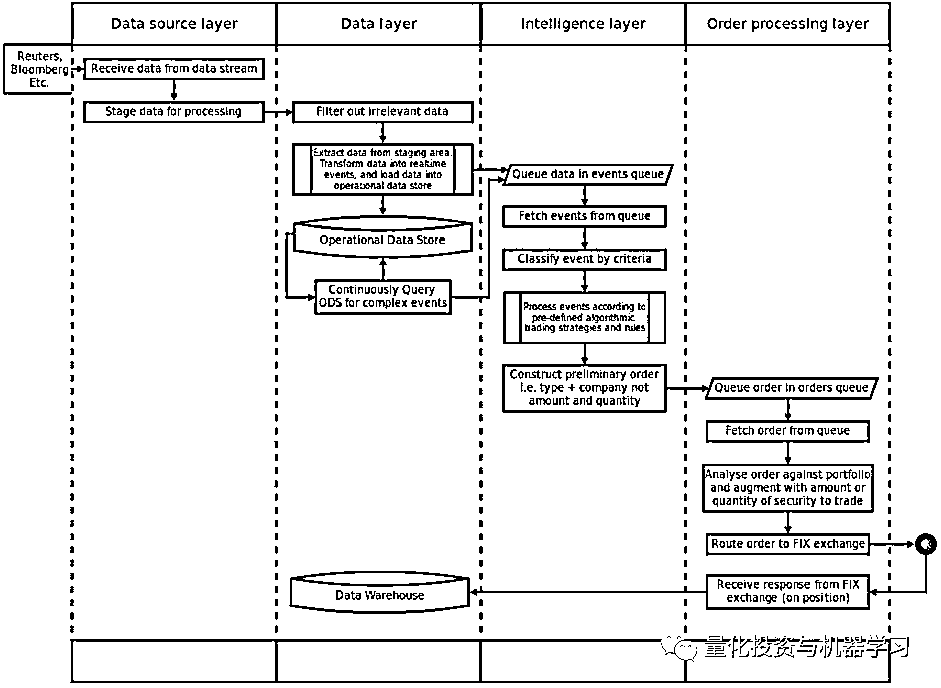 Data source layer
Data layer
Intelligence layer
Order processing layer
Reuters,
Bloomberg
Etc.
Receive data from data stream
Stage data for processing
Filter out irrelevant data
Extract data from staging area.
Transform data into realtime
events, and load data into
operational data store
Operational Data Store
Continuously Query
ODS for complex events
Queue data in events queue
Fetch events from queue
Classify event by criteria
Process events according to
pre-defined algorithmic
trading strategies and rules
Construct preliminary order
i.e. type + company not
amount and quantity
Queue order in orders queue
Fetch order from queue
Analyse order against portfolio
and augment with amount or
quantity of security to trade
Route order to FIX exchange
Receive response from FIX
exchange (on position)
Data Warehouse
量化投资与机器学习